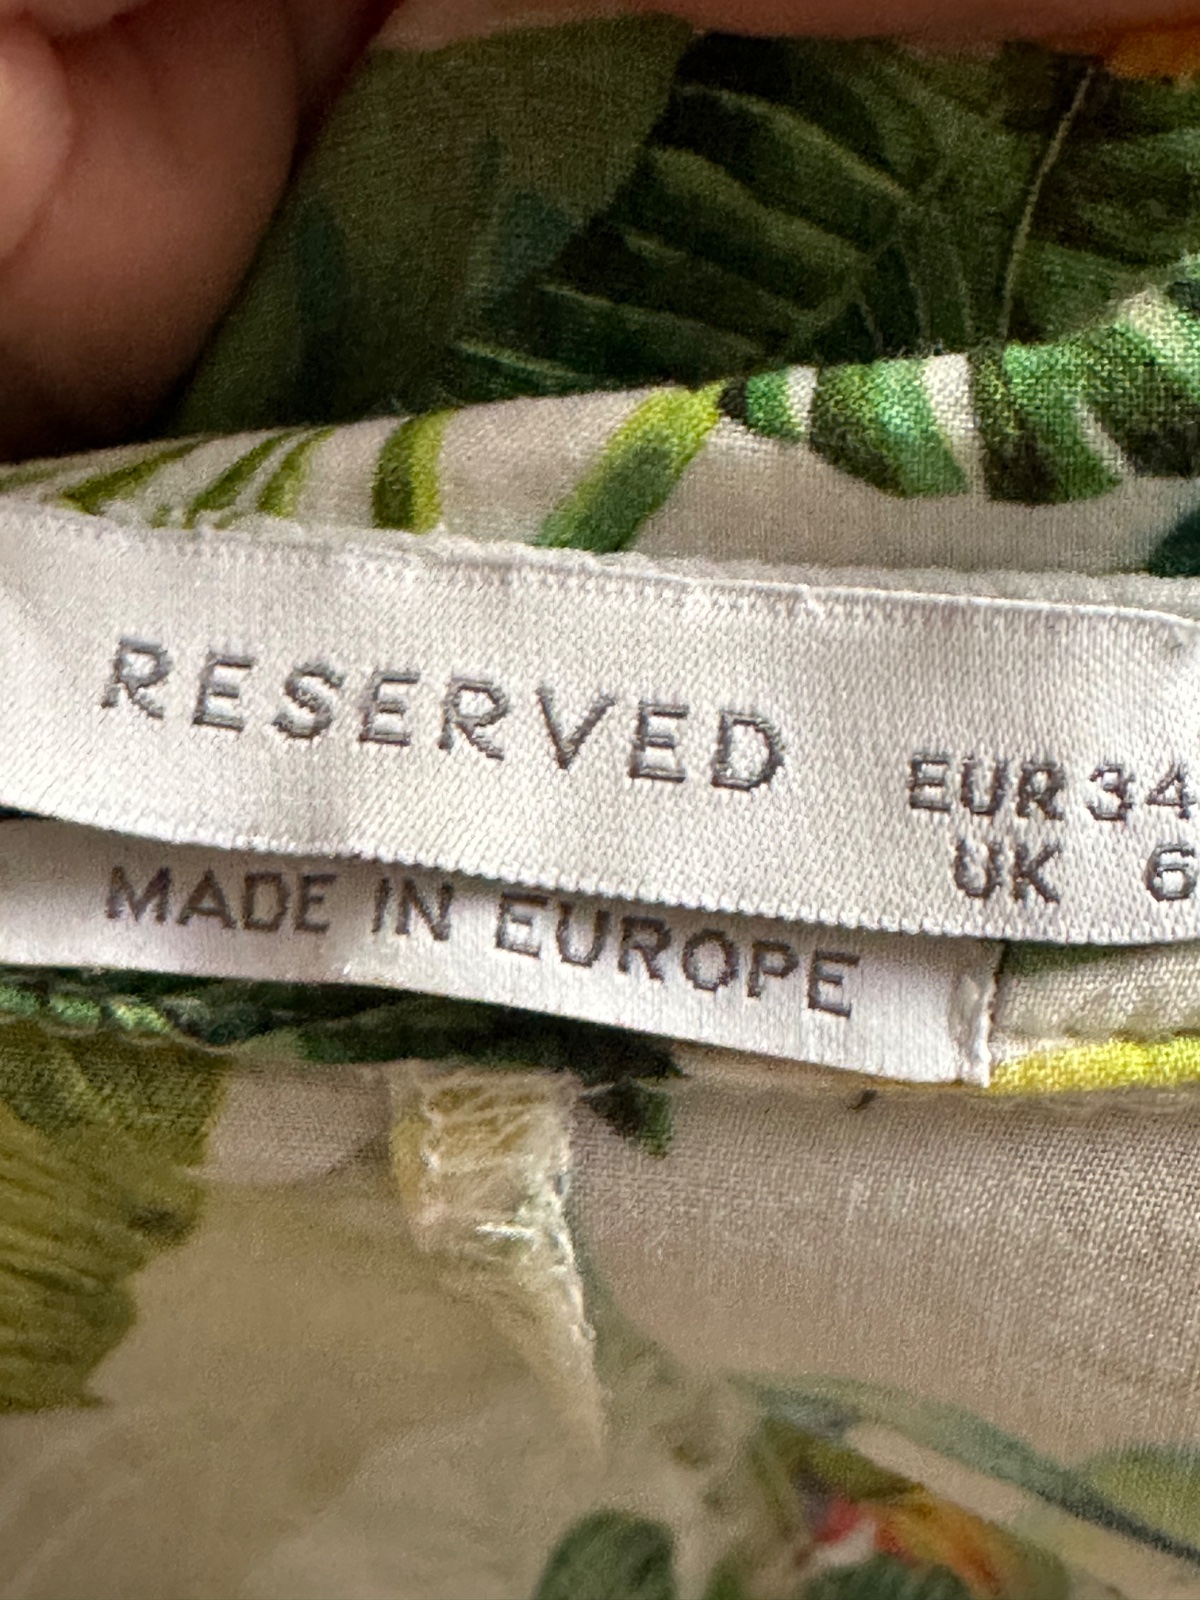 RESERVED
EUR 34
UK 6
MADE IN EUROPE